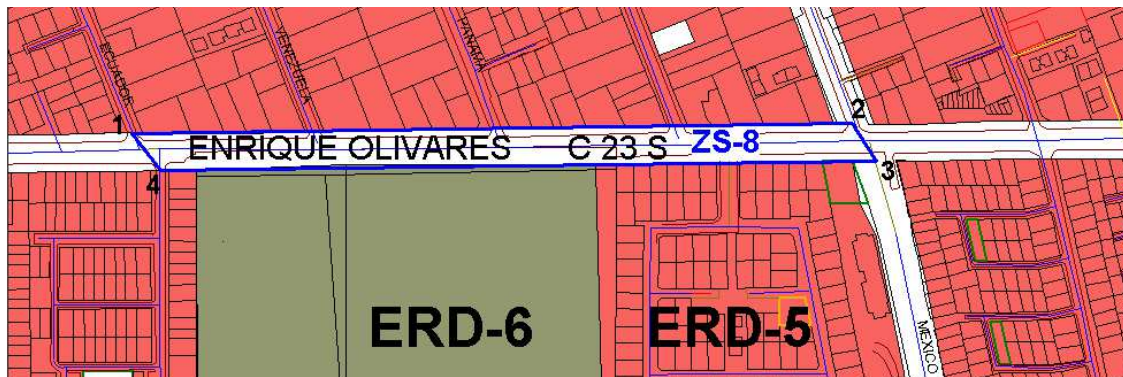 ECUADOR
VENEZUELA
PANAMA
1
2
ENRIQUE OLIVARES C 23 S ZS-8
4
3
ERD-6
ERD-5
MEXICO